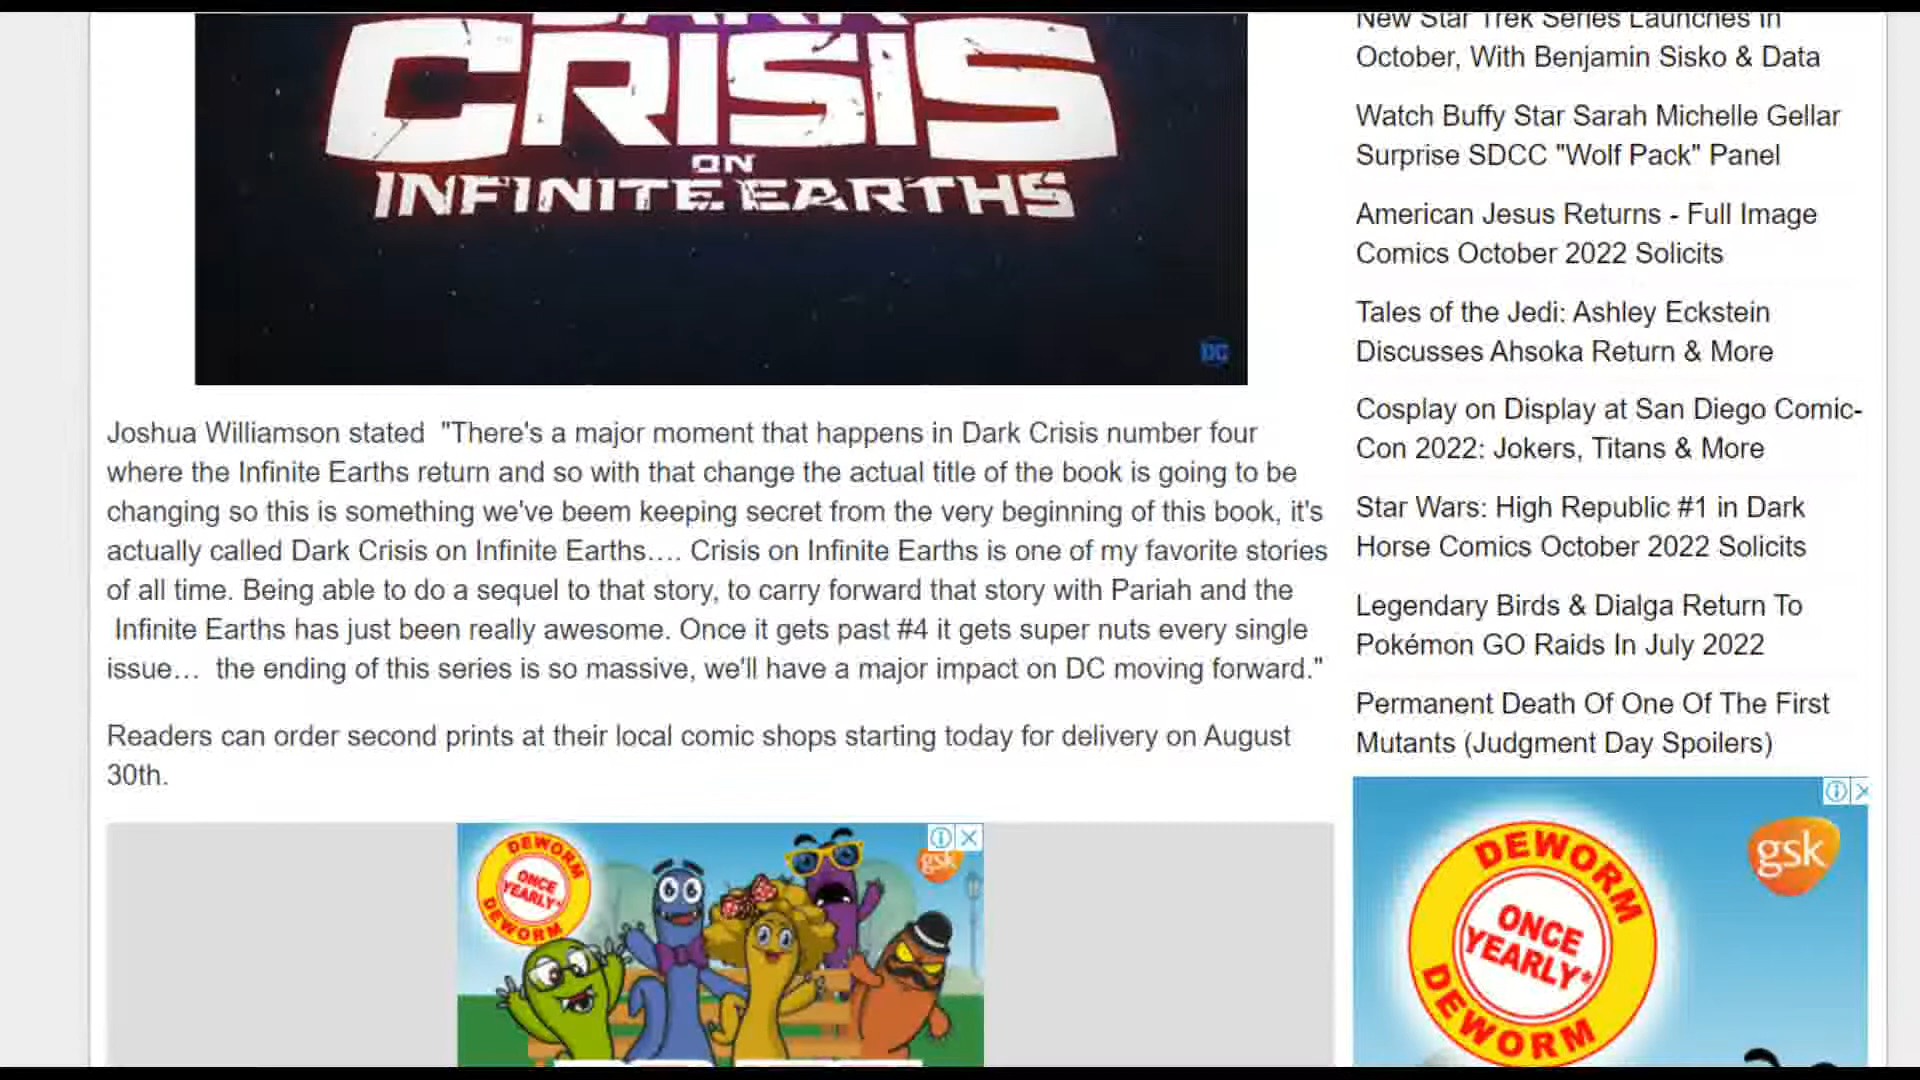 DARK
CRISIS
ON
INFINITE EARTHS
DC
Joshua Williamson stated "There's a major moment that happens in Dark Crisis number four
where the Infinite Earths return and so with that change the actual title of the book is going to be
changing so this is something we've beem keeping secret from the very beginning of this book, it's
actually called Dark Crisis on Infinite Earths…. Crisis on Infinite Earths is one of my favorite stories
of all time. Being able to do a sequel to that story, to carry forward that story with Pariah and the
Infinite Earths has just been really awesome. Once it gets past #4 it gets super nuts every single
issue… the ending of this series is so massive, we'll have a major impact on DC moving forward."
Readers can order second prints at their local comic shops starting today for delivery on August
30th.
DEWORM
ONCE
YEARLY*
DEWORM
gsk
New Star Trek Series Launches In
October, With Benjamin Sisko & Data
Watch Buffy Star Sarah Michelle Gellar
Surprise SDCC "Wolf Pack" Panel
American Jesus Returns - Full Image
Comics October 2022 Solicits
Tales of the Jedi: Ashley Eckstein
Discusses Ahsoka Return & More
Cosplay on Display at San Diego Comic-
Con 2022: Jokers, Titans & More
Star Wars: High Republic #1 in Dark
Horse Comics October 2022 Solicits
Legendary Birds & Dialga Return To
Pokémon GO Raids In July 2022
Permanent Death Of One Of The First
Mutants (Judgment Day Spoilers)
DEWORM
ONCE
YEARLY*
DEWORM
gsk